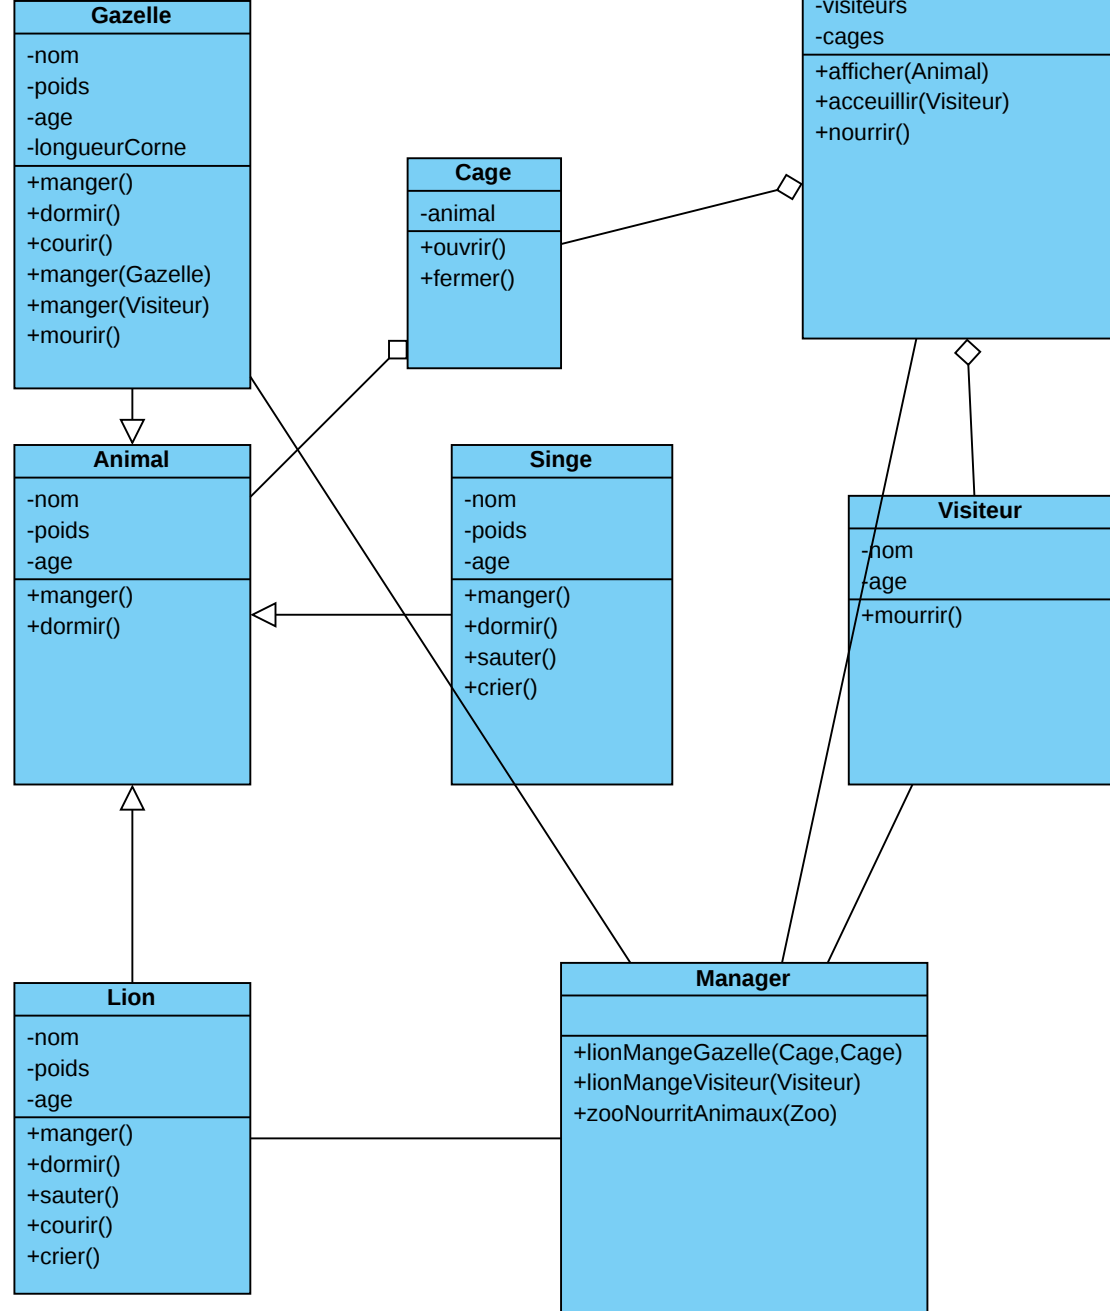 Gazelle
-nom
-poids
-age
-longueurCorne
+manger()
+dormir()
+courir()
+manger(Gazelle)
+manger(Visiteur)
+mourir()
-visiteurs
-cages
+afficher(Animal)
+acceuillir(Visiteur)
+nourrir()
Cage
-animal
+ouvrir()
+fermer()
Animal
-nom
-poids
-age
+manger()
+dormir()
Singe
-nom
-poids
-age
+manger()
+dormir()
+sauter()
+crier()
Visiteur
-nom
-age
+mourrir()
Lion
-nom
-poids
-age
+manger()
+dormir()
+sauter()
+courir()
+crier()
Manager
+lionMangeGazelle(Cage,Cage)
+lionMangeVisiteur(Visiteur)
+zooNourritAnimaux(Zoo)